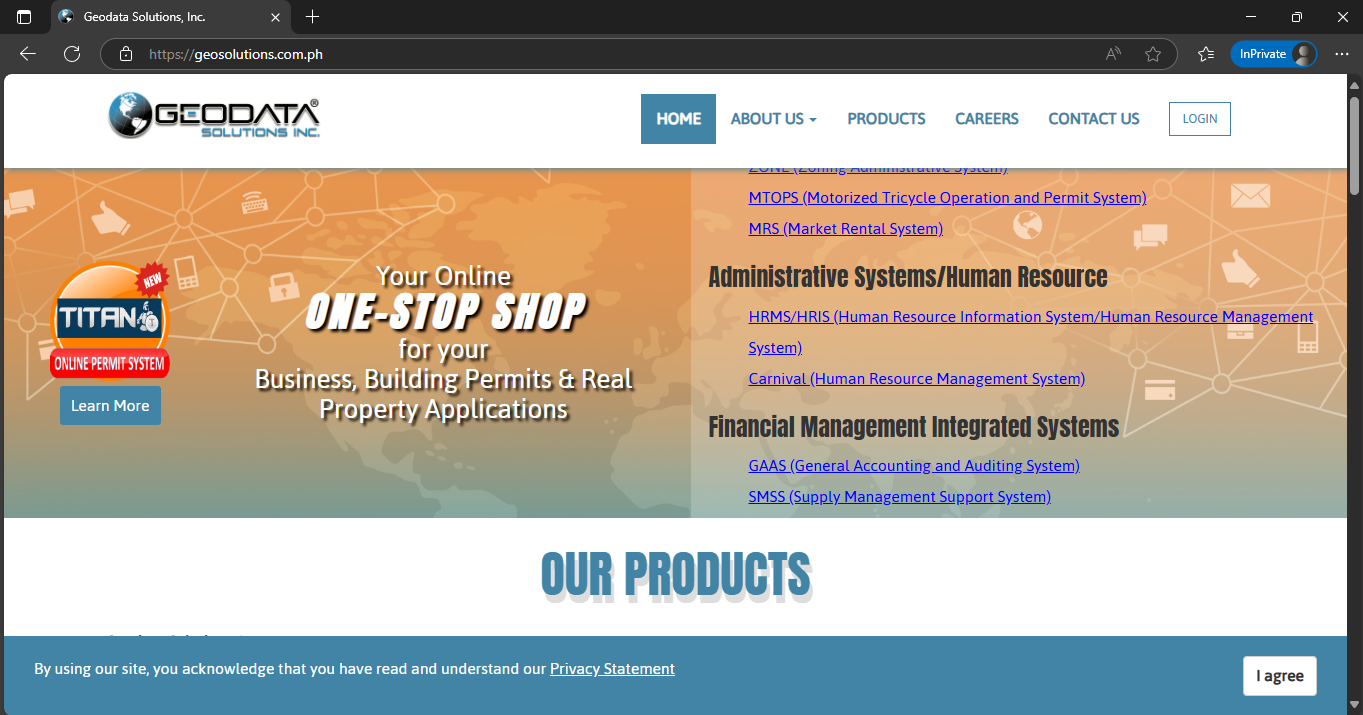 Geodata Solutions, Inc.
https://geosolutions.com.ph
InPrivate
GEODATA®
SOLUTIONS INC.
HOME
ABOUT US
PRODUCTS
CAREERS
CONTACT US
LOGIN
NEW
TITAN
ONLINE PERMIT SYSTEM
Learn More
Your Online
ONE-STOP SHOP
for your
Business, Building Permits & Real
Property Applications
ZONE (Zoning Administrative System)
MTOPS (Motorized Tricycle Operation and Permit System)
MRS (Market Rental System)
Administrative Systems/Human Resource
HRMS/HRIS (Human Resource Information System/Human Resource Management
System)
Carnival (Human Resource Management System)
Financial Management Integrated Systems
GAAS (General Accounting and Auditing System)
SMSS (Supply Management Support System)
OUR PRODUCTS
By using our site, you acknowledge that you have read and understand our Privacy Statement
I agree